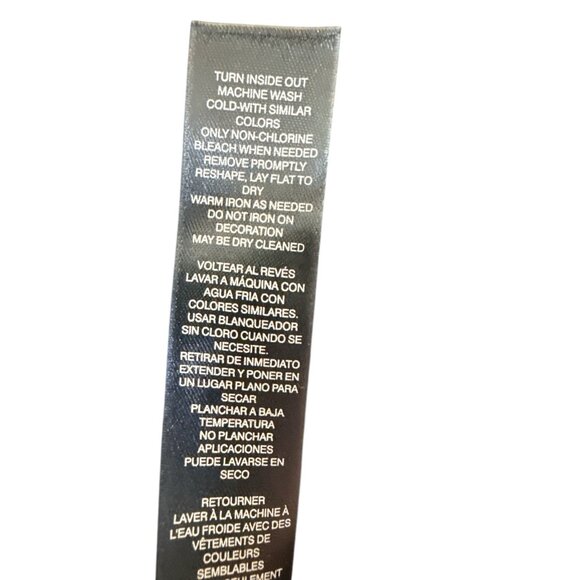 TURN INSIDE OUT
MACHINE WASH
COLD-WITH SIMILAR
COLORS
ONLY NON-CHLORINE
BLEACH WHEN NEEDED
REMOVE PROMPTLY
RESHAPE, LAY FLAT TO
DRY
WARM IRON AS NEEDED
DO NOT IRON ON
DECORATION
MAY BE DRY CLEANED
VOLTEAR AL REVÉS
LAVAR A MÁQUINA CON
AGUA FRIA CON
COLORES SIMILARES.
USAR BLANQUEADOR
SIN CLORO CUANDO SE
NECESITE.
RETIRAR DE INMEDIATO
EXTENDER Y PONER EN
UN LUGAR PLANO PARA
SECAR
PLANCHAR A BAJA
TEMPERATURA
NO PLANCHAR
APLICACIONES
PUEDE LAVARSE EN
SECO
RETOURNER
LAVER À LA MACHINE À
L'EAU FROIDE AVEC DES
VÊTEMENTS DE
COULEURS
SEMBLABLES
SEULEMENT